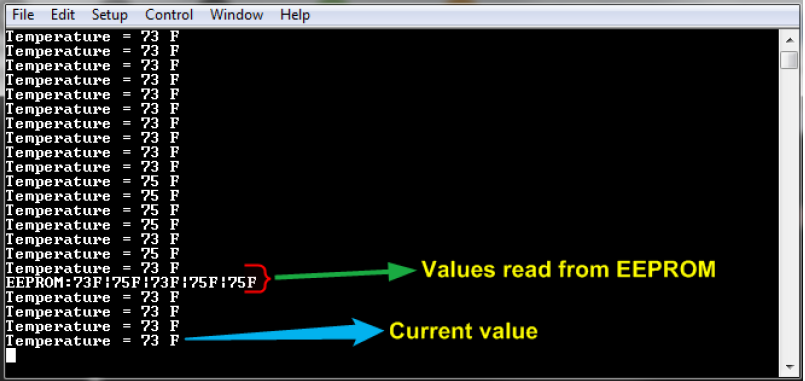 File Edit Setup Control Window Help
Temperature = 73 F
Temperature = 73 F
Temperature = 73 F
Temperature = 73 F
Temperature = 73 F
Temperature = 73 F
Temperature = 73 F
Temperature = 73 F
Temperature = 73 F
Temperature = 73 F
Temperature = 75 F
Temperature = 75 F
Temperature = 75 F
Temperature = 75 F
Temperature = 73 F
Temperature = 75 F
Temperature = 73 F
EEPROM:73F¦75F¦73F¦75F¦75F
Values read from EEPROM
Temperature = 73 F
Temperature = 73 F
Temperature = 73 F
Temperature = 73 F
Current value